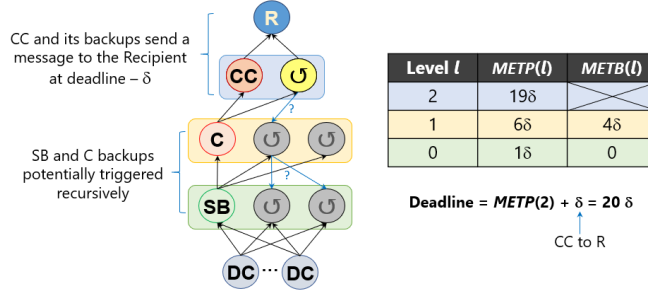 R
CC and its backups send a
message to the Recipient
at deadline – δ
CC
↺
?
C
↺
↺
SB and C backups
potentially triggered
recursively
?
SB
↺
↺
DC ... DC
Level l METP(l) METB(l)
2 19δ
1 6δ 4δ
0 1δ 0
Deadline = METP(2) + δ = 20 δ
CC to R